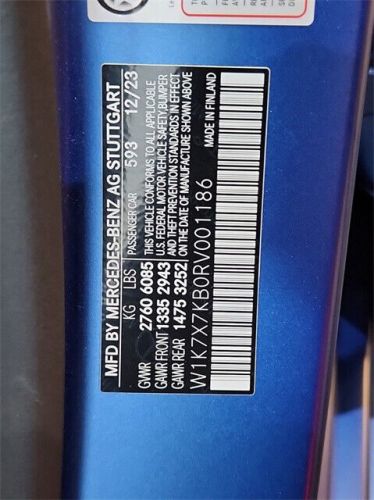 MFD BY MERCEDES-BENZ AG STUTTGART
PASSENGER CAR 593 12/23
KG LBS
GVWR 2760 6085
GAWR FRONT 1335 2943
GAWR REAR 1475 3252
THIS VEHICLE CONFORMS TO ALL APPLICABLE
U.S. FEDERAL MOTOR VEHICLE SAFETY, BUMPER
AND THEFT PREVENTION STANDARDS IN EFFECT
ON THE DATE OF MANUFACTURE SHOWN ABOVE
W1K7X7KB0RV001186
MADE IN FINLAND